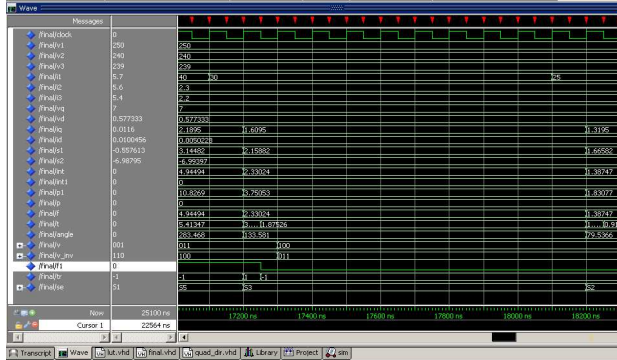 Wave
Messages
/final/clock 0
/final/v1 250 250
/final/v2 240 240
/final/v3 239 239
/final/i1 5.7 40 30 25
/final/i2 5.6 2.3
/final/i3 5.4 2.2
/final/vq 7 7
/final/vd 0.577333 0.577333
/final/iq 0.0116 2.1895 1.6095 1.3195
/final/id 0.0100456 0.0050228
/final/s1 -0.557613 3.14482 2.15882 1.66582
/final/s2 -6.98795 -6.99397
/final/int 0 4.94494 2.33024 1.38747
/final/int1 0 0
/final/p1 0 10.8269 3.75053 1.83077
/final/p 0 0
/final/f 0 4.94494 2.33024 1.38747
/final/t 0 5.41347 3.... 1.87526 1.... 0.91
/final/angle 0 283.468 133.581 79.5366
/final/v 001 011 100
/final/v_inv 110 100 011
/final/f1 0
/final/tr -1 -1 1 -1
/final/se S1 S5 S3 S2
Now 25100 ns 17200 ns 17400 ns 17600 ns 17800 ns 18000 ns 18200 ns
Cursor 1 22564 ns
Transcript Wave lut.vhd final.vhd quad_dir.vhd Library Project sim